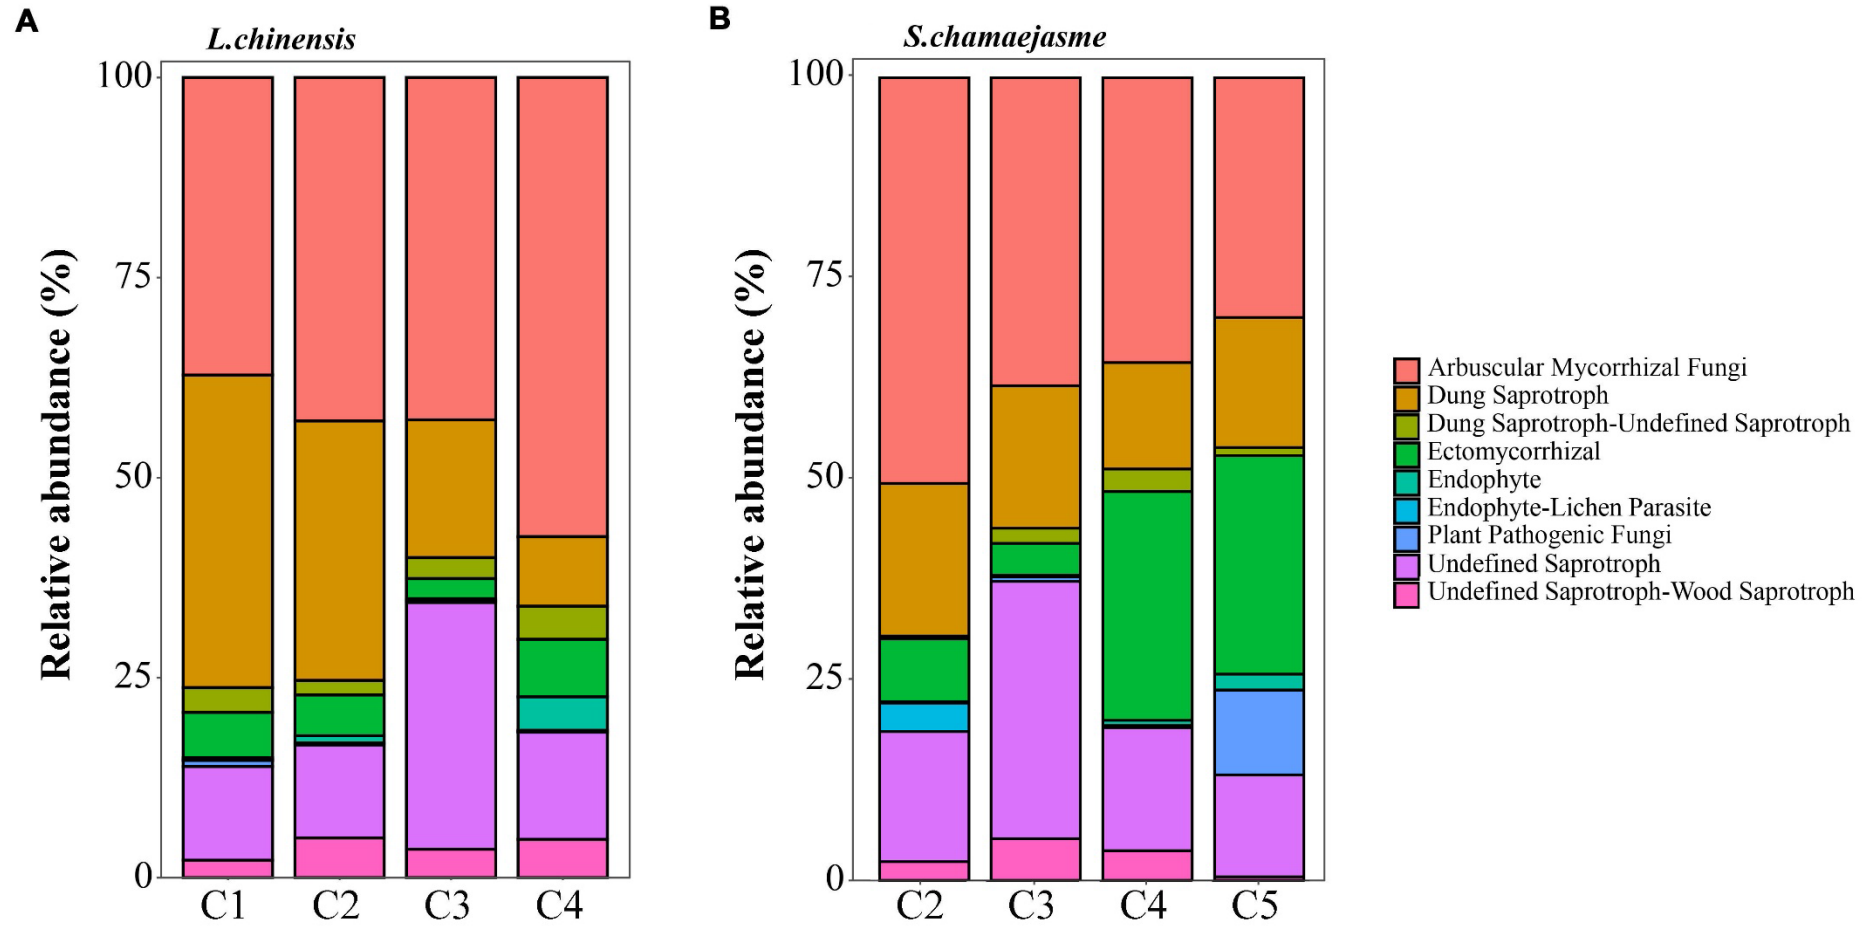 A
L.chinensis
Relative abundance (%)
100
75
50
25
0
C1 C2 C3 C4
B
S.chamaejasme
Relative abundance (%)
100
75
50
25
0
C2 C3 C4 C5
Arbuscular Mycorrhizal Fungi
Dung Saprotroph
Dung Saprotroph-Undefined Saprotroph
Ectomycorrhizal
Endophyte
Endophyte-Lichen Parasite
Plant Pathogenic Fungi
Undefined Saprotroph
Undefined Saprotroph-Wood Saprotroph